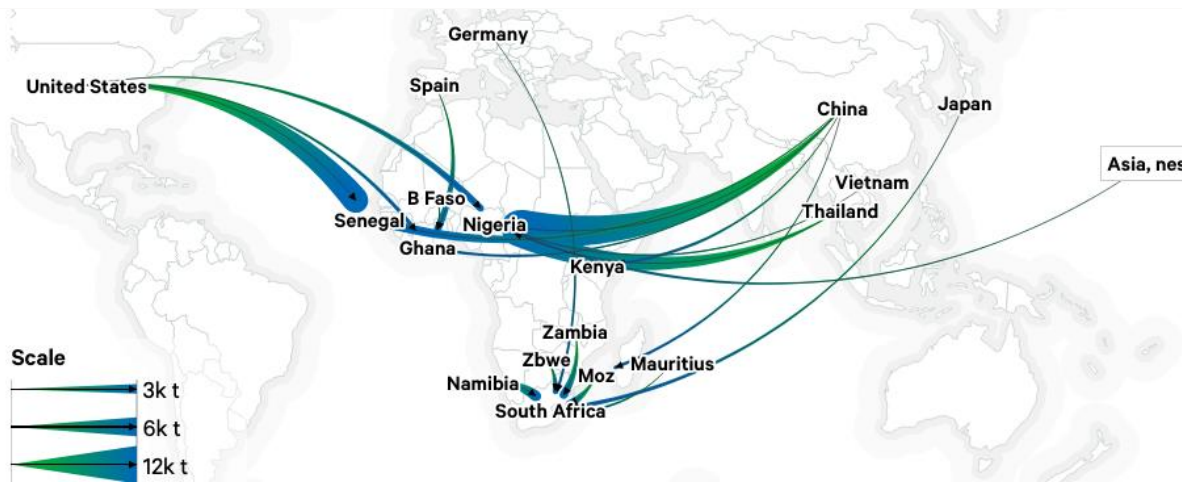 Germany
United States
Spain
China
Japan
Asia, nes
Vietnam
B Faso
Thailand
Senegal
Nigeria
Ghana
Kenya
Zambia
Scale
Zbwe
Mauritius
Moz
Namibia
3k t
South Africa
6k t
12k t